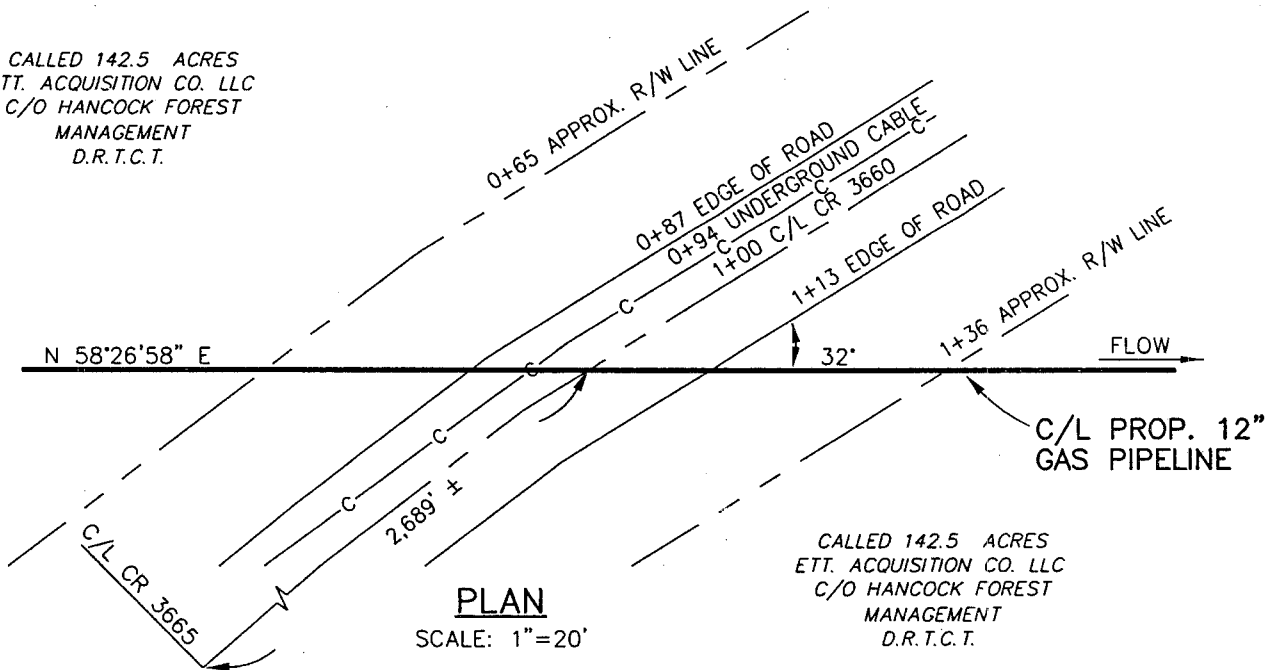 CALLED 142.5 ACRES
TT. ACQUISITION CO. LLC
C/O HANCOCK FOREST
MANAGEMENT
D.R.T.C.T.
0+65 APPROX. R/W LINE
0+87 EDGE OF ROAD
0+94 UNDERGROUND CABLE
C C C C C C C
1+00 C/L CR 3660
1+13 EDGE OF ROAD
1+36 APPROX. R/W LINE
N 58°26'58" E
32°
FLOW
C/L PROP. 12"
GAS PIPELINE
2,689' ±
C/L CR 3665
PLAN
SCALE: 1"=20'
CALLED 142.5 ACRES
ETT. ACQUISITION CO. LLC
C/O HANCOCK FOREST
MANAGEMENT
D.R.T.C.T.